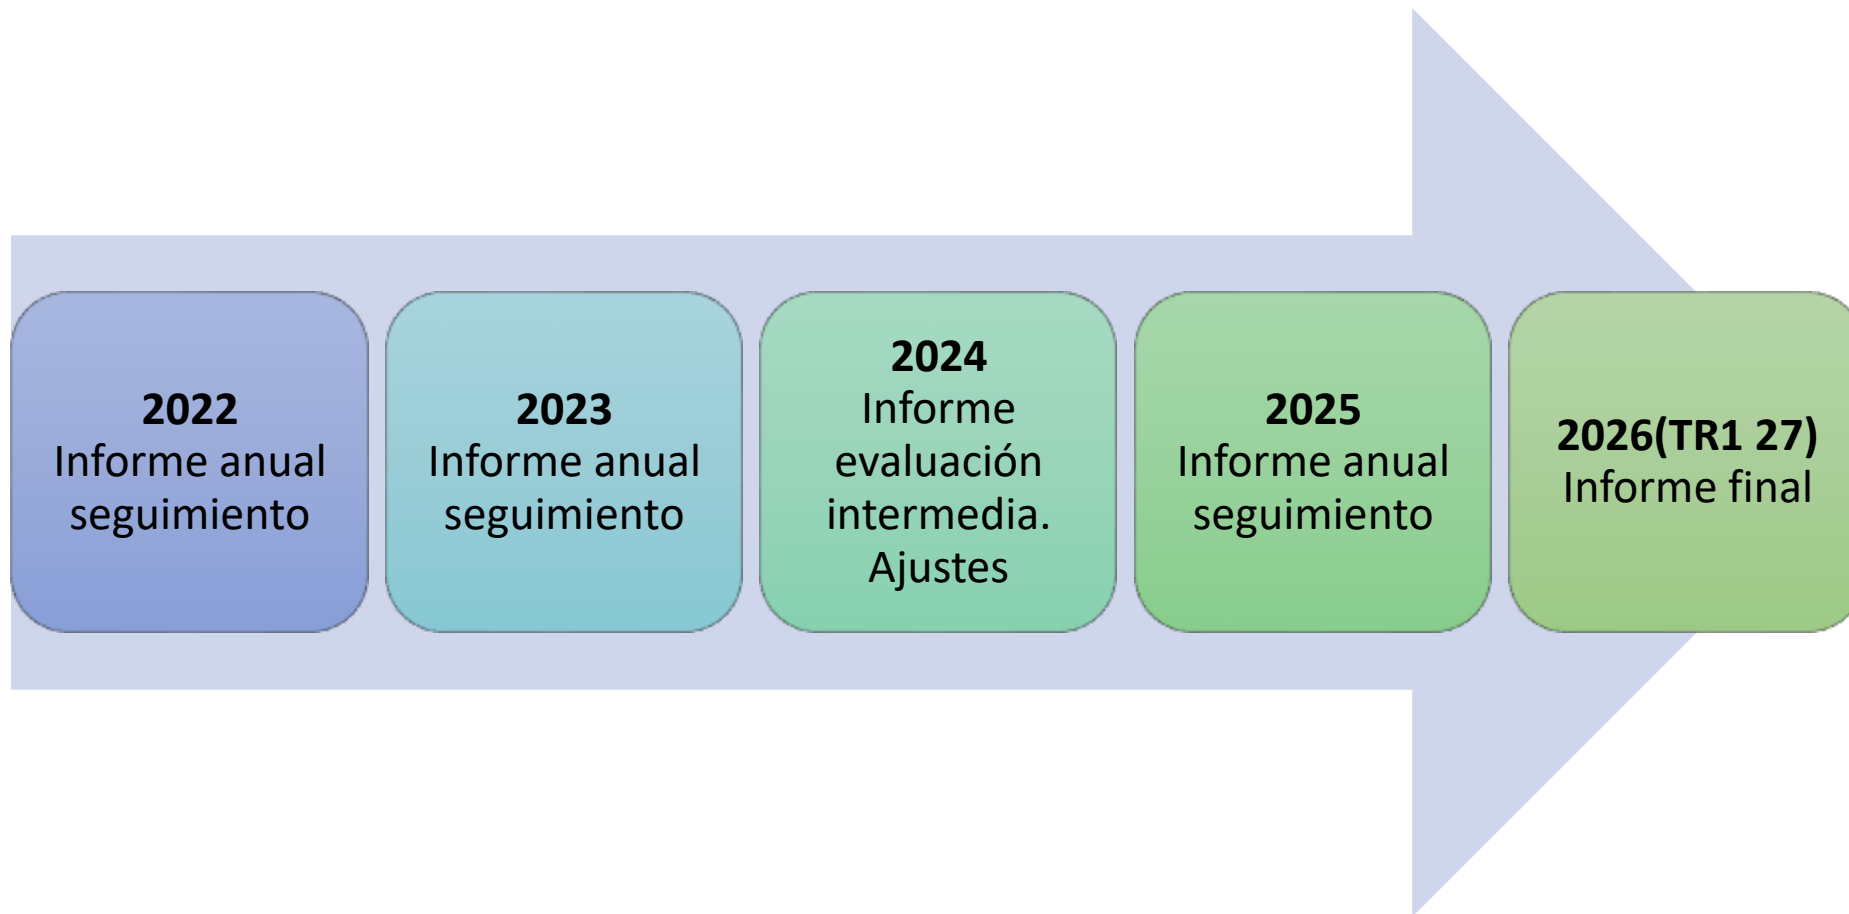 2022
Informe anual
seguimiento
2023
Informe anual
seguimiento
2024
Informe
evaluación
intermedia.
Ajustes
2025
Informe anual
seguimiento
2026(TR1 27)
Informe final